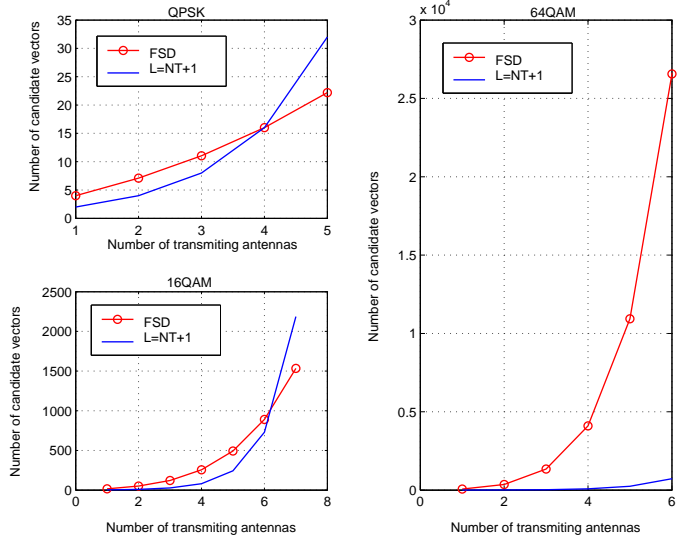 QPSK
35
30
25
20
15
10
5
0
1
2
3
4
5
Number of candidate vectors
Number of transmiting antennas
FSD
L=NT+1
16QAM
2500
2000
1500
1000
500
0
0
2
4
6
8
Number of candidate vectors
Number of transmiting antennas
FSD
L=NT+1
64QAM
x 10^4
3
2.5
2
1.5
1
0.5
0
0
2
4
6
Number of candidate vectors
Number of transmiting antennas
FSD
L=NT+1